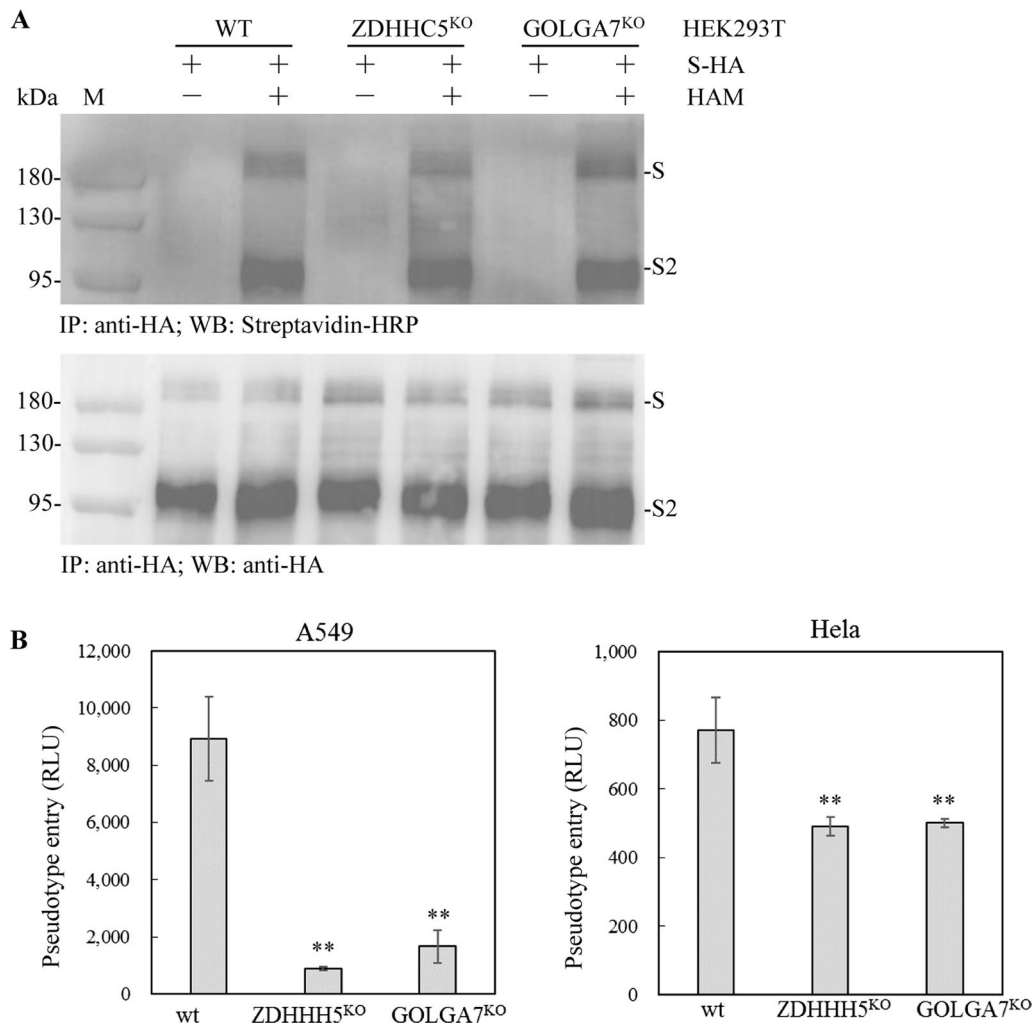 A
WT ZDHHC5KO GOLGA7KO HEK293T
+ + + + + + S-HA
kDa M − + − + − + HAM
180- -S
130-
95- -S2
IP: anti-HA; WB: Streptavidin-HRP
180- -S
130-
95- -S2
IP: anti-HA; WB: anti-HA
B
A549
Pseudotype entry (RLU)
12,000
10,000
8,000
6,000
4,000
2,000
0
** **
wt ZDHHH5KO GOLGA7KO
Hela
Pseudotype entry (RLU)
1,000
800
600
400
200
0
** **
wt ZDHHH5KO GOLGA7KO